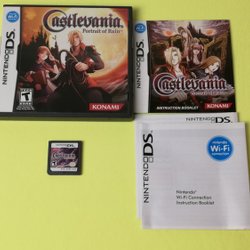 NINTENDO DS
Castlevania
Portrait of Ruin
KONAMI
Castlevania
INSTRUCTION BOOKLET
KONAMI
NINTENDO DS
Nintendo
Wi-Fi
CONNECTION
Nintendo
Wi-Fi Connection
Instruction Booklet